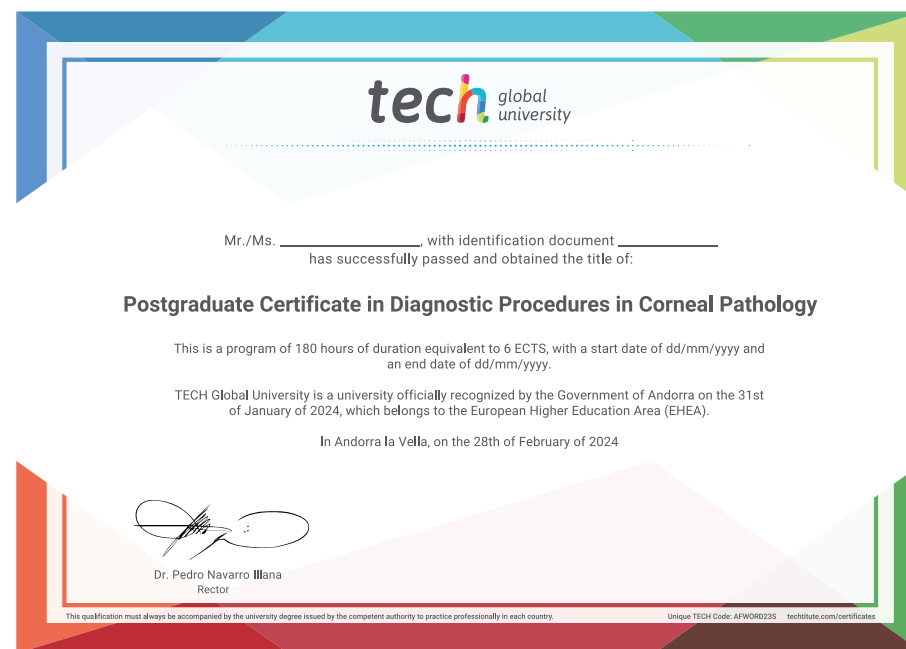 tech global university
Mr./Ms. ____________, with identification document ____________
has successfully passed and obtained the title of:
Postgraduate Certificate in Diagnostic Procedures in Corneal Pathology
This is a program of 180 hours of duration equivalent to 6 ECTS, with a start date of dd/mm/yyyy and
an end date of dd/mm/yyyy.
TECH Global University is a university officially recognized by the Government of Andorra on the 31st
of January of 2024, which belongs to the European Higher Education Area (EHEA).
In Andorra la Vella, on the 28th of February of 2024
Dr. Pedro Navarro Illana
Rector
This qualification must always be accompanied by the university degree issued by the competent authority to practice professionally in each country.
Unique TECH Code: AFWORD23S techtitute.com/certificates